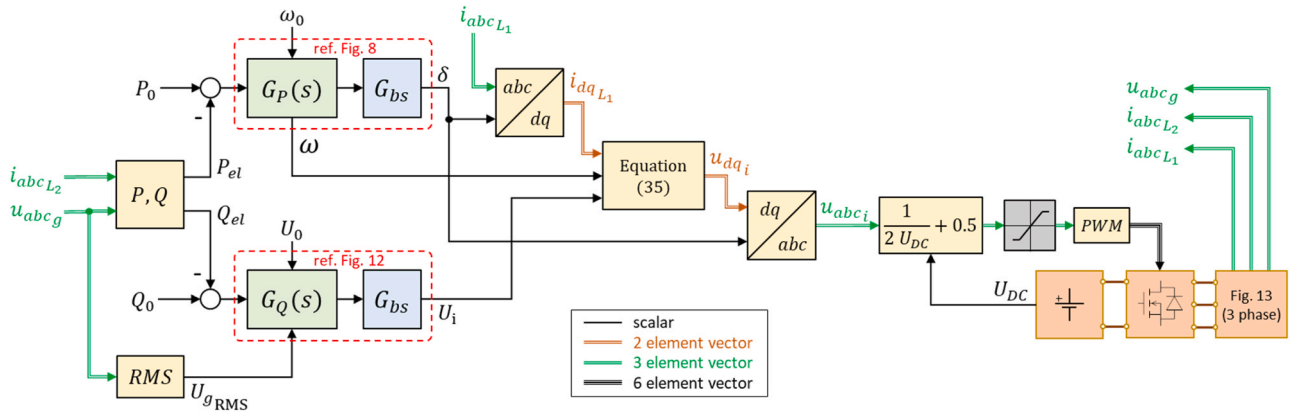 ω₀
ref. Fig. 8
P₀
-
G_P(s)
G_bs
δ
ω
i_abc_L₁
abc
dq
i_dq_L₁
i_abc_L₂
u_abc_g
P, Q
P_el
Q_el
Equation
(35)
u_dq_i
dq
abc
u_abc_i
1
2 U_DC
+ 0.5
PWM
u_abc_g
i_abc_L₂
i_abc_L₁
U₀
ref. Fig. 12
-
Q₀
G_Q(s)
G_bs
U_i
RMS
U_g_RMS
U_DC
+
Fig. 13
(3 phase)
scalar
2 element vector
3 element vector
6 element vector